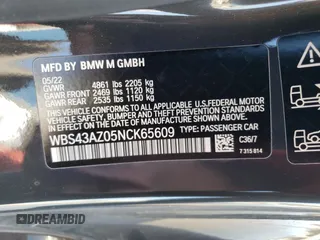 MFD BY BMW M GMBH
05/22
GVWR 4861 lbs 2205 kg
GAWR FRONT 2469 lbs 1120 kg
GAWR REAR 2535 lbs 1150 kg
THIS VEHICLE CONFORMS TO ALL APPLICABLE U.S. FEDERAL MOTOR
VEHICLE SAFETY, BUMPER, AND THEFT PREVENTION STANDARDS IN
EFFECT ON THE DATE OF MANUFACTURE SHOWN ABOVE.
WBS43AZ05NCK65609 TYPE: PASSENGER CAR
C36/7
7 315 614
DREAMBID